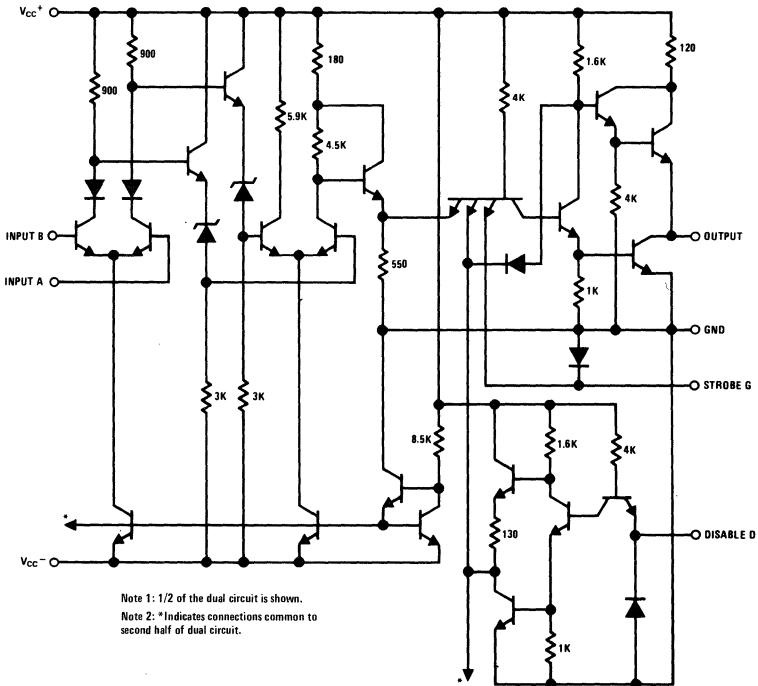 VCC+
900
900
180
5.9K
4.5K
4K
1.6K
120
4K
INPUT B
OUTPUT
INPUT A
550
1K
GND
STROBE G
3K
3K
8.5K
1.6K
4K
*
130
DISABLE D
VCC−
1K
*
Note 1: 1/2 of the dual circuit is shown.
Note 2: *Indicates connections common to
second half of dual circuit.